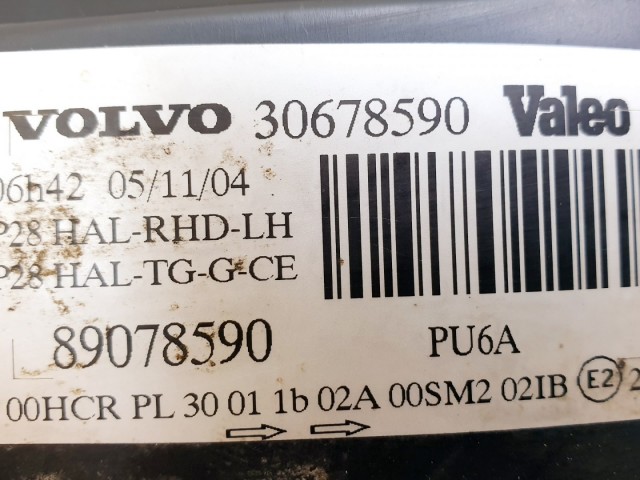 VOLVO 30678590 Valeo
06h42 05/11/04
P28 HAL-RHD-LH
P28 HAL-TG-G-CE
89078590 PU6A
00HCR PL 30 01 1b 02A 00SM2 02IB E2 2